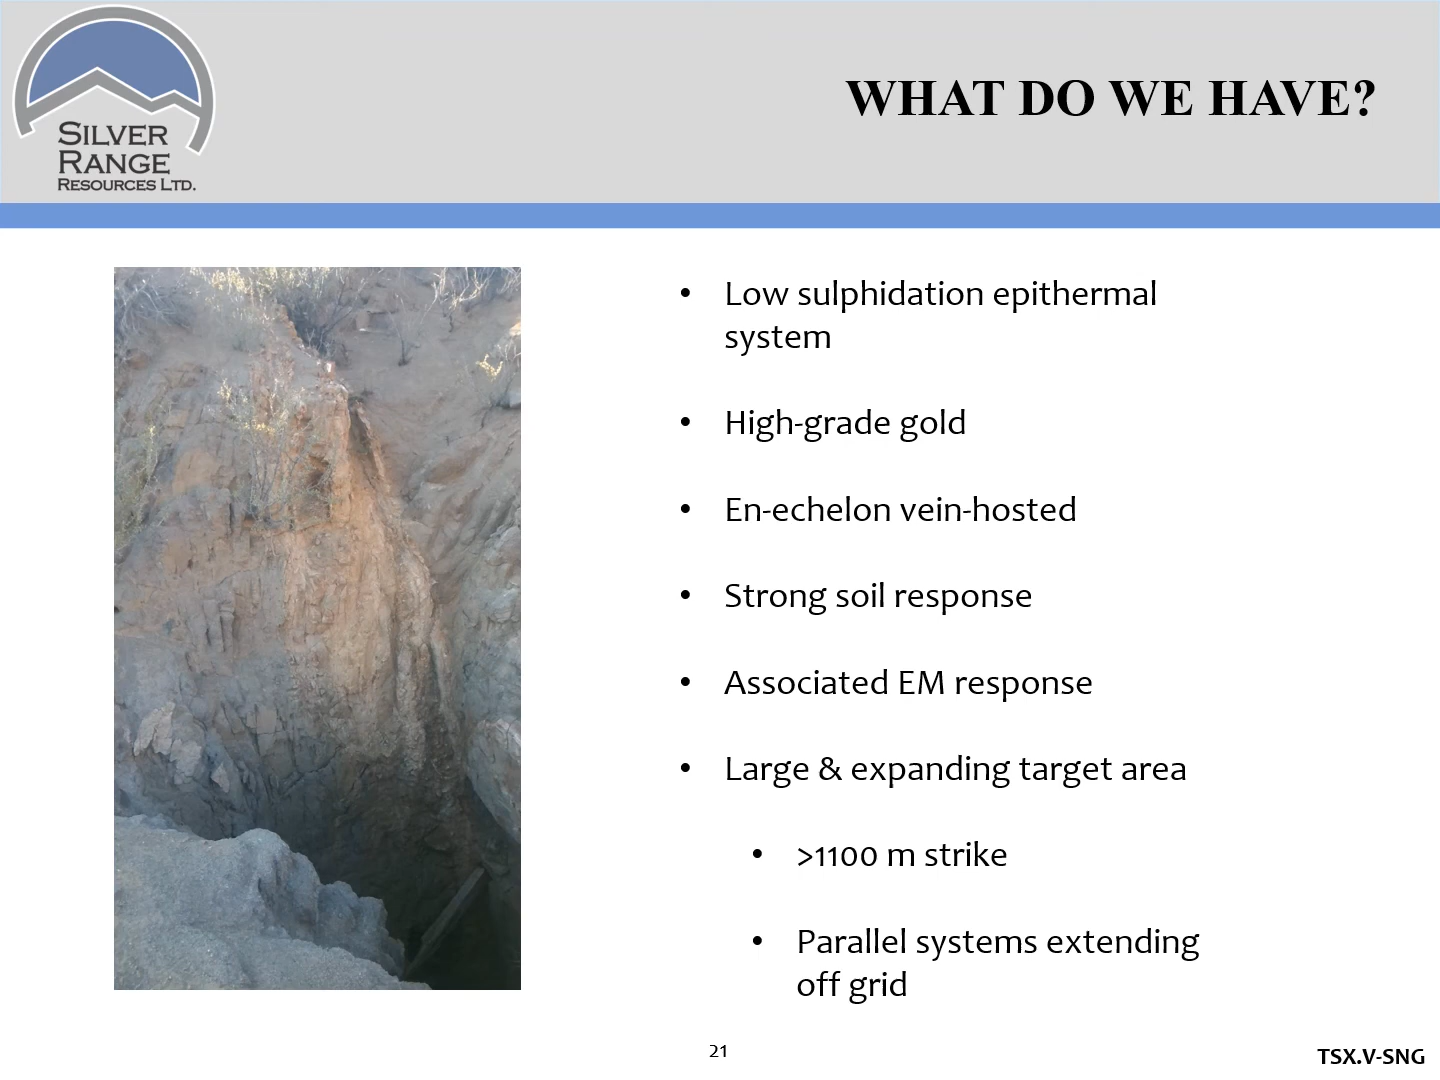 SILVER
RANGE
RESOURCES LTD.
WHAT DO WE HAVE?
• Low sulphidation epithermal
system
• High-grade gold
• En-echelon vein-hosted
• Strong soil response
• Associated EM response
• Large & expanding target area
• >1100 m strike
• Parallel systems extending
off grid
21
TSX.V-SNG